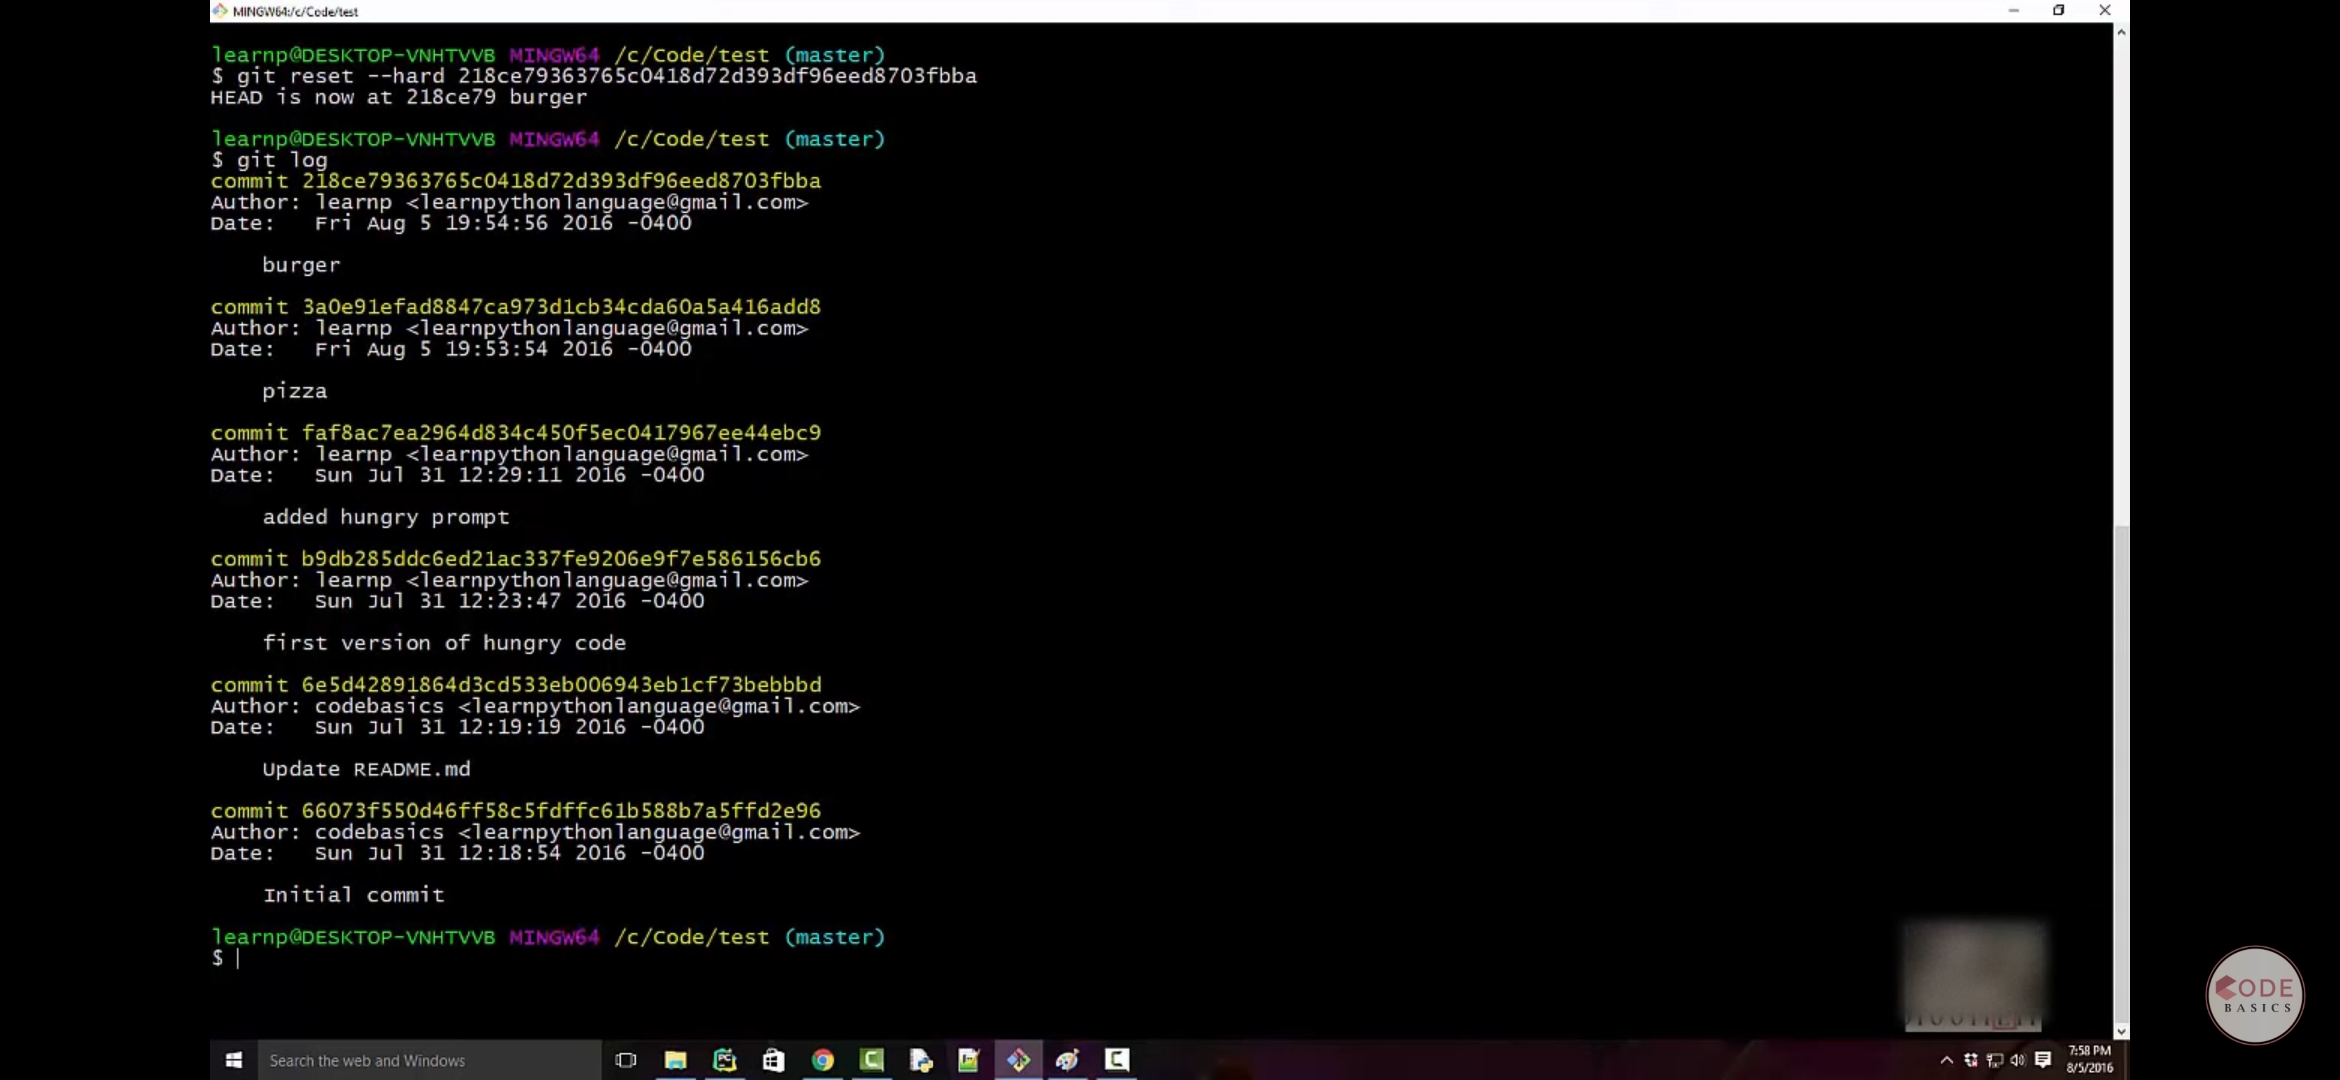 MINGW64:/c/Code/test
learnp@DESKTOP-VNHTVVB MINGW64 /c/Code/test (master)
$ git reset --hard 218ce79363765c0418d72d393df96eed8703fbba
HEAD is now at 218ce79 burger
learnp@DESKTOP-VNHTVVB MINGW64 /c/Code/test (master)
$ git log
commit 218ce79363765c0418d72d393df96eed8703fbba
Author: learnp <learnpythonlanguage@gmail.com>
Date:   Fri Aug 5 19:54:56 2016 -0400
burger
commit 3a0e91efad8847ca973d1cb34cda60a5a416add8
Author: learnp <learnpythonlanguage@gmail.com>
Date:   Fri Aug 5 19:53:54 2016 -0400
pizza
commit faf8ac7ea2964d834c450f5ec0417967ee44ebc9
Author: learnp <learnpythonlanguage@gmail.com>
Date:   Sun Jul 31 12:29:11 2016 -0400
added hungry prompt
commit b9db285ddc6ed21ac337fe9206e9f7e586156cb6
Author: learnp <learnpythonlanguage@gmail.com>
Date:   Sun Jul 31 12:23:47 2016 -0400
first version of hungry code
commit 6e5d42891864d3cd533eb006943eb1cf73bebbbd
Author: codebasics <learnpythonlanguage@gmail.com>
Date:   Sun Jul 31 12:19:19 2016 -0400
Update README.md
commit 66073f550d46ff58c5fdffc61b588b7a5ffd2e96
Author: codebasics <learnpythonlanguage@gmail.com>
Date:   Sun Jul 31 12:18:54 2016 -0400
Initial commit
learnp@DESKTOP-VNHTVVB MINGW64 /c/Code/test (master)
$
CODE
BASICS
Search the web and Windows
7:58 PM
8/5/2016